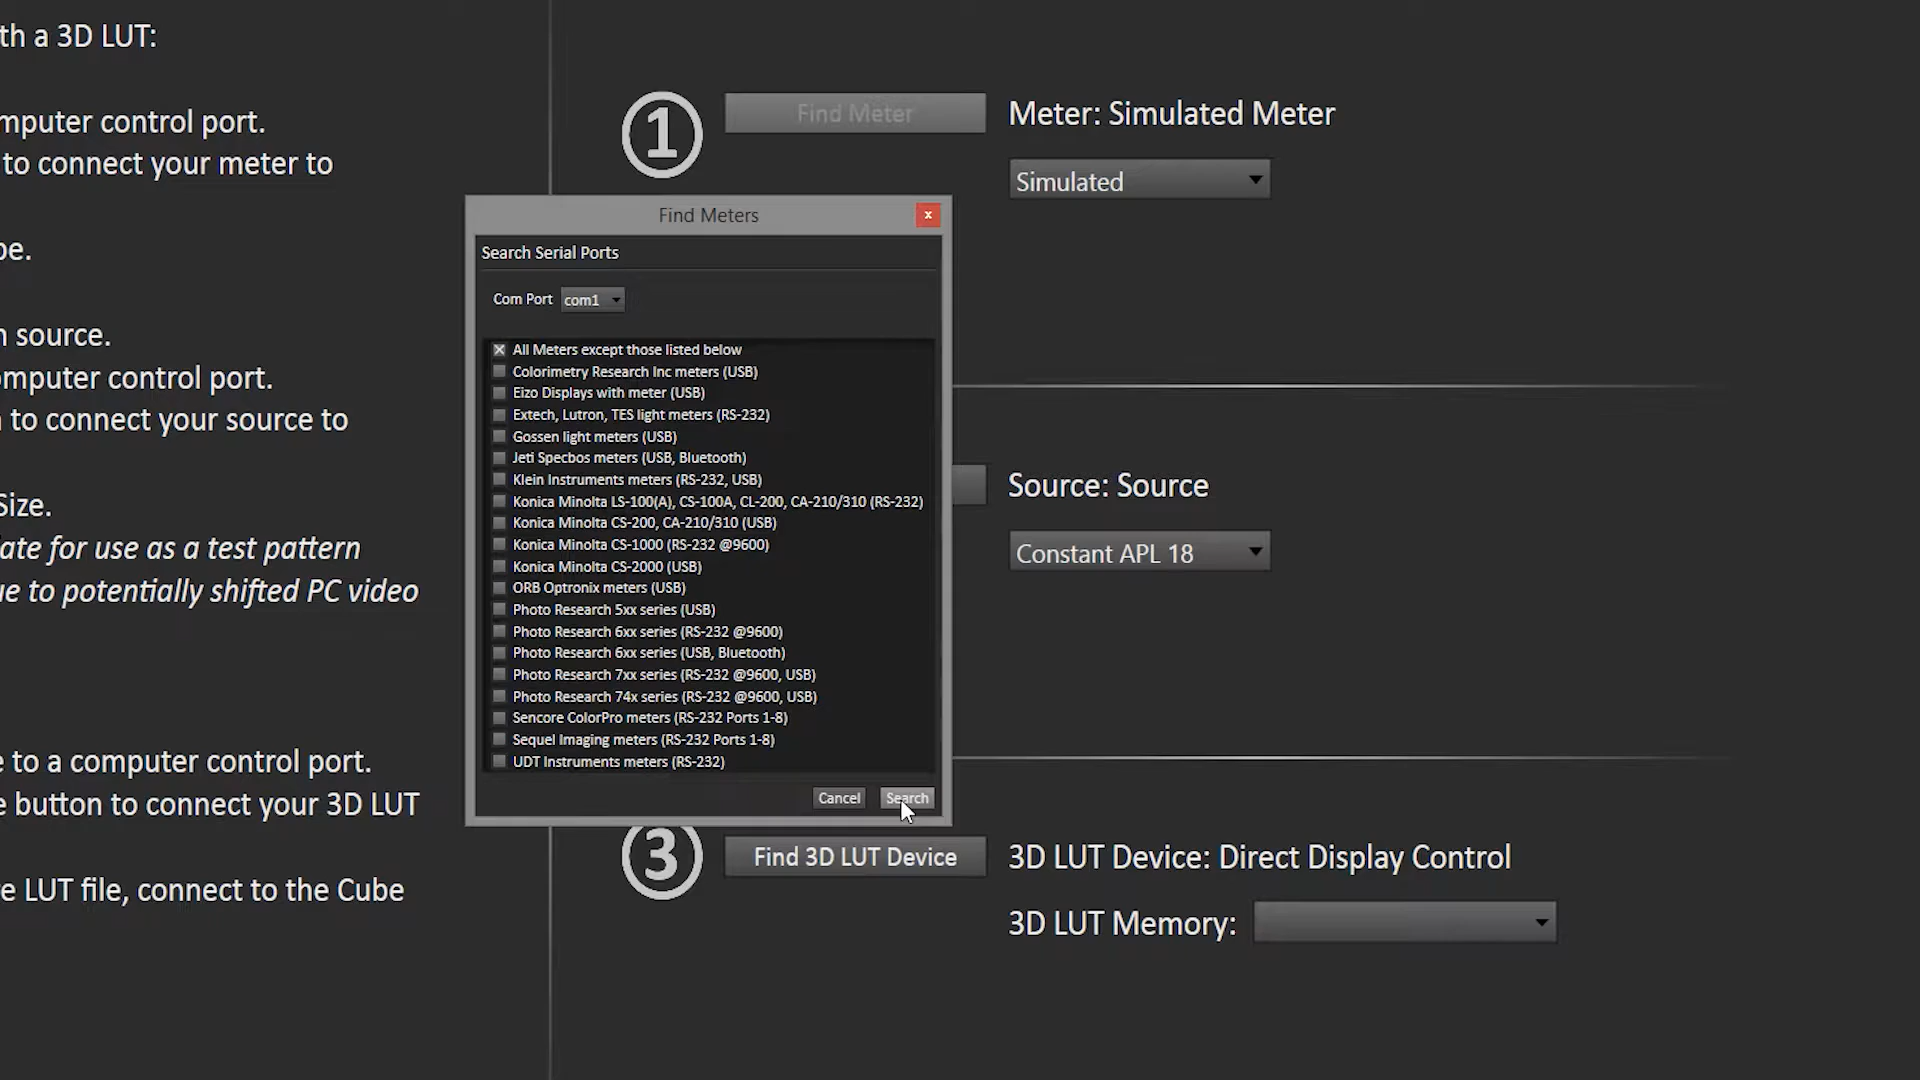 th a 3D LUT:
mputer control port.
to connect your meter to
be.
source.
mputer control port.
to connect your source to
Size.
ate for use as a test pattern
ue to potentially shifted PC video
e to a computer control port.
e button to connect your 3D LUT
re LUT file, connect to the Cube
1
Find Meter
Meter: Simulated Meter
Simulated
Find Meters
x
Search Serial Ports
Com Port com1
All Meters except those listed below
Colorimetry Research Inc meters (USB)
Eizo Displays with meter (USB)
Extech, Lutron, TES light meters (RS-232)
Gossen light meters (USB)
Jeti Specbos meters (USB, Bluetooth)
Klein Instruments meters (RS-232, USB)
Konica Minolta LS-100(A), CS-100A, CL-200, CA-210/310 (RS-232)
Konica Minolta CS-200, CA-210/310 (USB)
Konica Minolta CS-1000 (RS-232 @9600)
Konica Minolta CS-2000 (USB)
ORB Optronix meters (USB)
Photo Research 5xx series (USB)
Photo Research 6xx series (RS-232 @9600)
Photo Research 6xx series (USB, Bluetooth)
Photo Research 7xx series (RS-232 @9600, USB)
Photo Research 74x series (RS-232 @9600, USB)
Sencore ColorPro meters (RS-232 Ports 1-8)
Sequel Imaging meters (RS-232 Ports 1-8)
UDT Instruments meters (RS-232)
Cancel
Search
Source: Source
Constant APL 18
3
Find 3D LUT Device
3D LUT Device: Direct Display Control
3D LUT Memory: